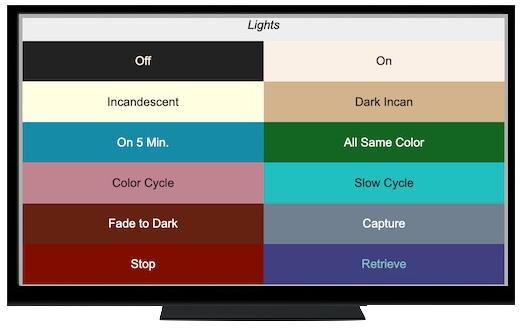 Lights
Off
On
Incandescent
Dark Incan
On 5 Min.
All Same Color
Color Cycle
Slow Cycle
Fade to Dark
Capture
Stop
Retrieve